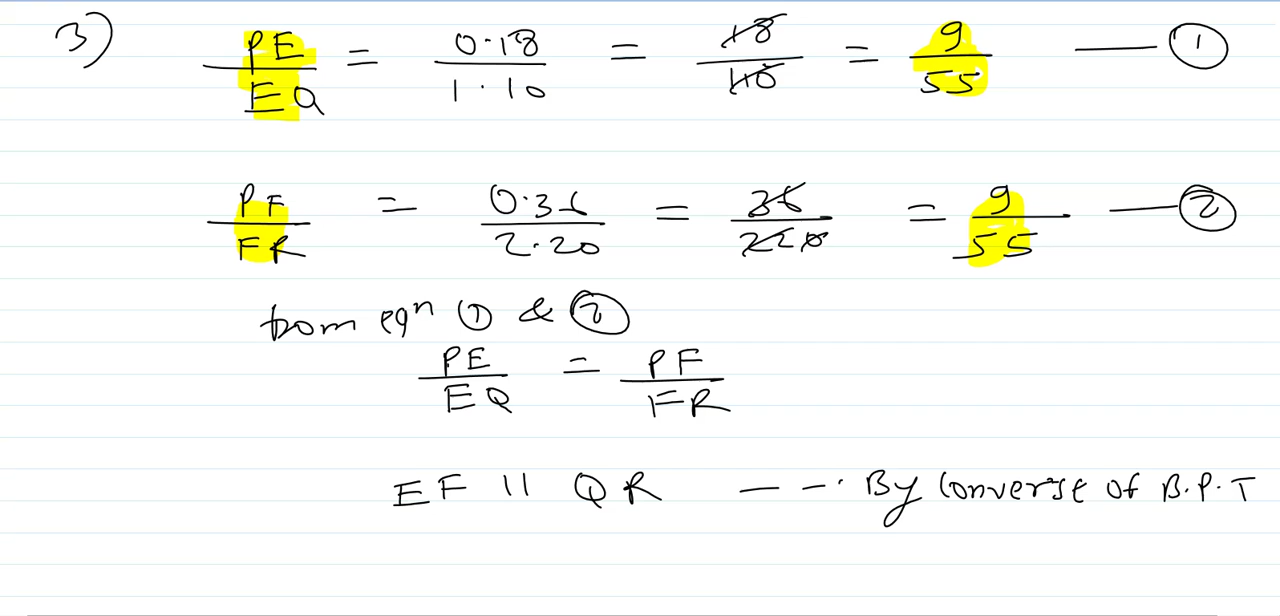 3) PE/EQ = 0.18/1.10 = 18/110 = 9/55 — ①
PF/FR = 0.36/2.20 = 36/220 = 9/55 — ②
from eqn ① & ②
PE/EQ = PF/FR
EF || QR - - · By Converse of B.P.T